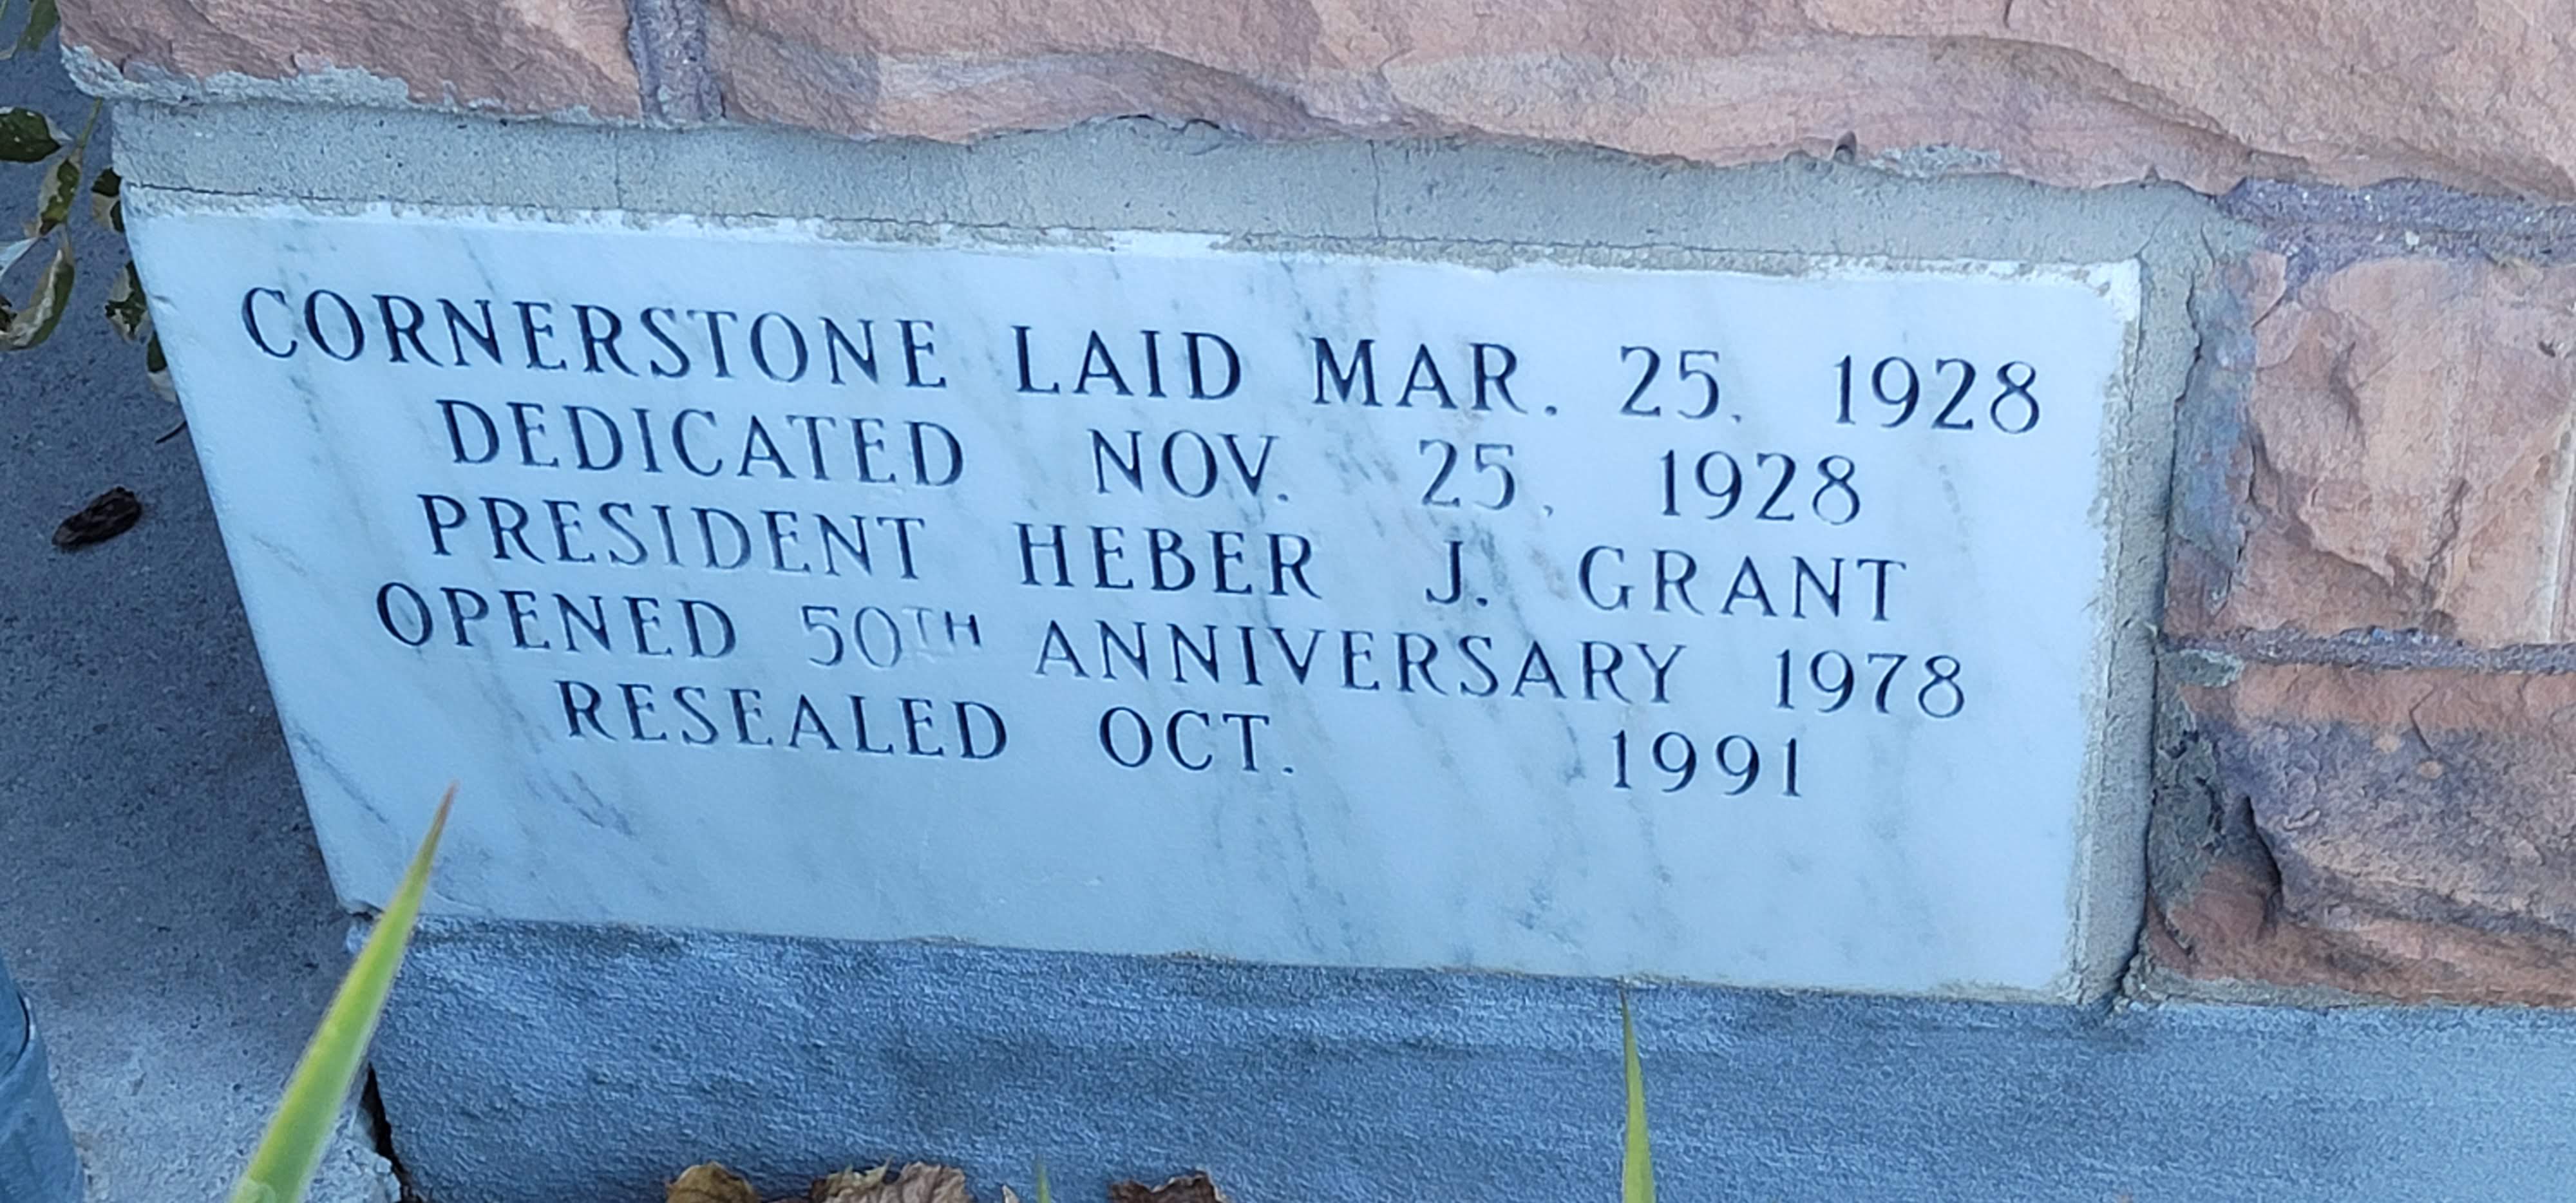 CORNERSTONE LAID MAR. 25, 1928
DEDICATED NOV. 25, 1928
PRESIDENT HEBER J. GRANT
OPENED 50TH ANNIVERSARY 1978
RESEALED OCT. 1991